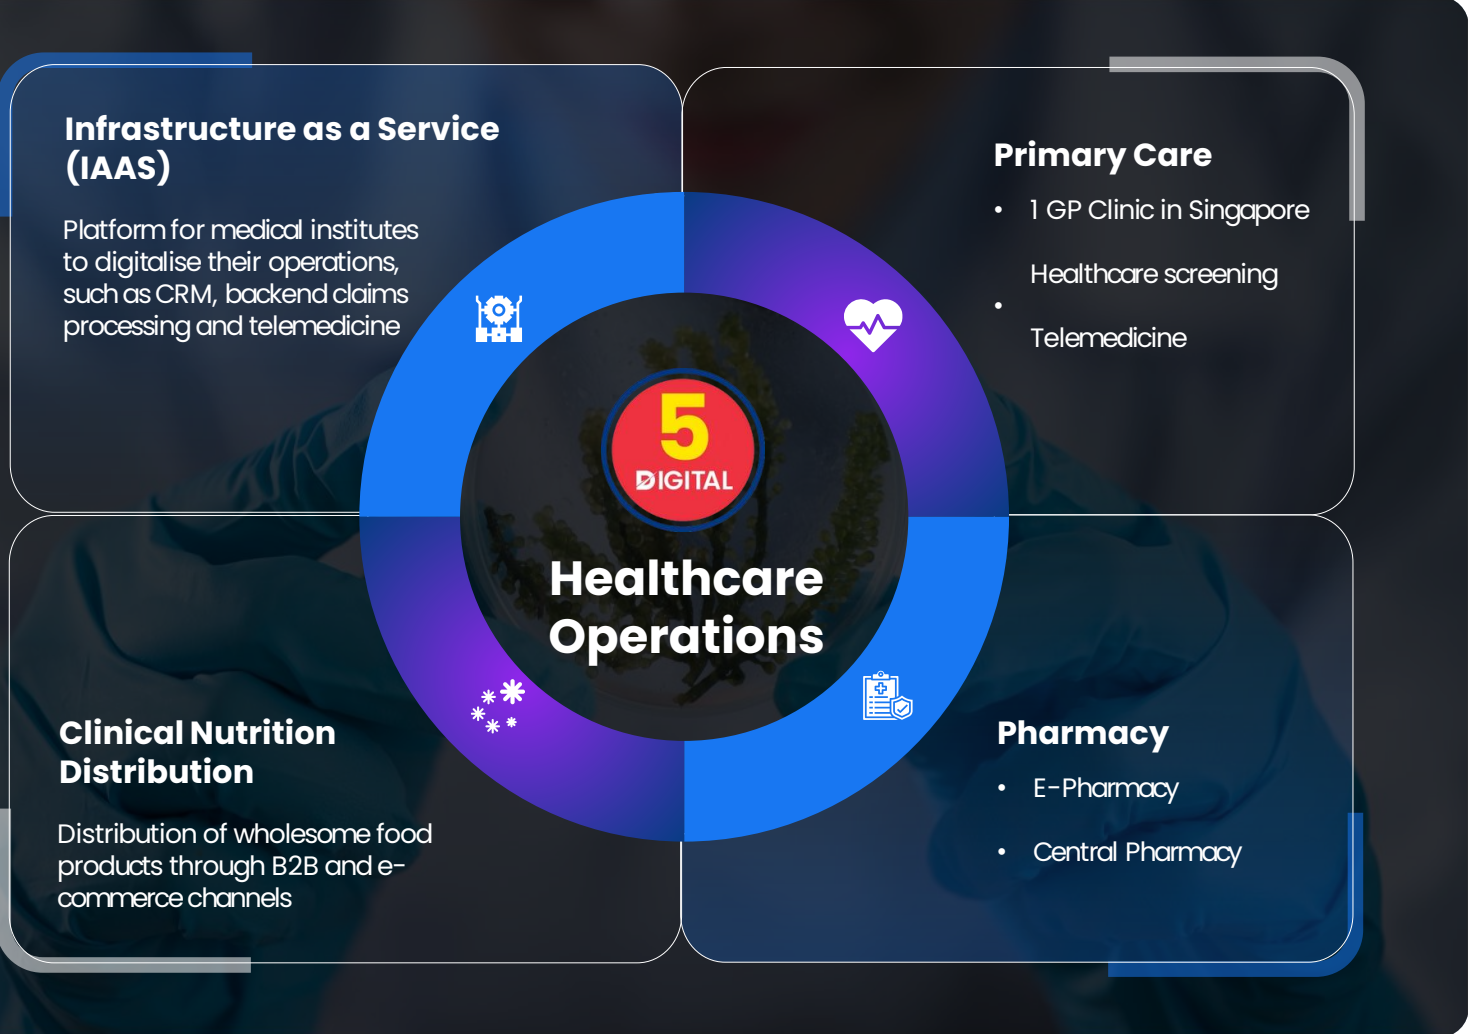 Infrastructure as a Service
(IAAS)
Platform for medical institutes
to digitalise their operations,
such as CRM, backend claims
processing and telemedicine
Primary Care
• 1 GP Clinic in Singapore
Healthcare screening
•
Telemedicine
5
DIGITAL
Healthcare
Operations
Clinical Nutrition
Distribution
Distribution of wholesome food
products through B2B and e-
commerce channels
Pharmacy
• E-Pharmacy
• Central Pharmacy